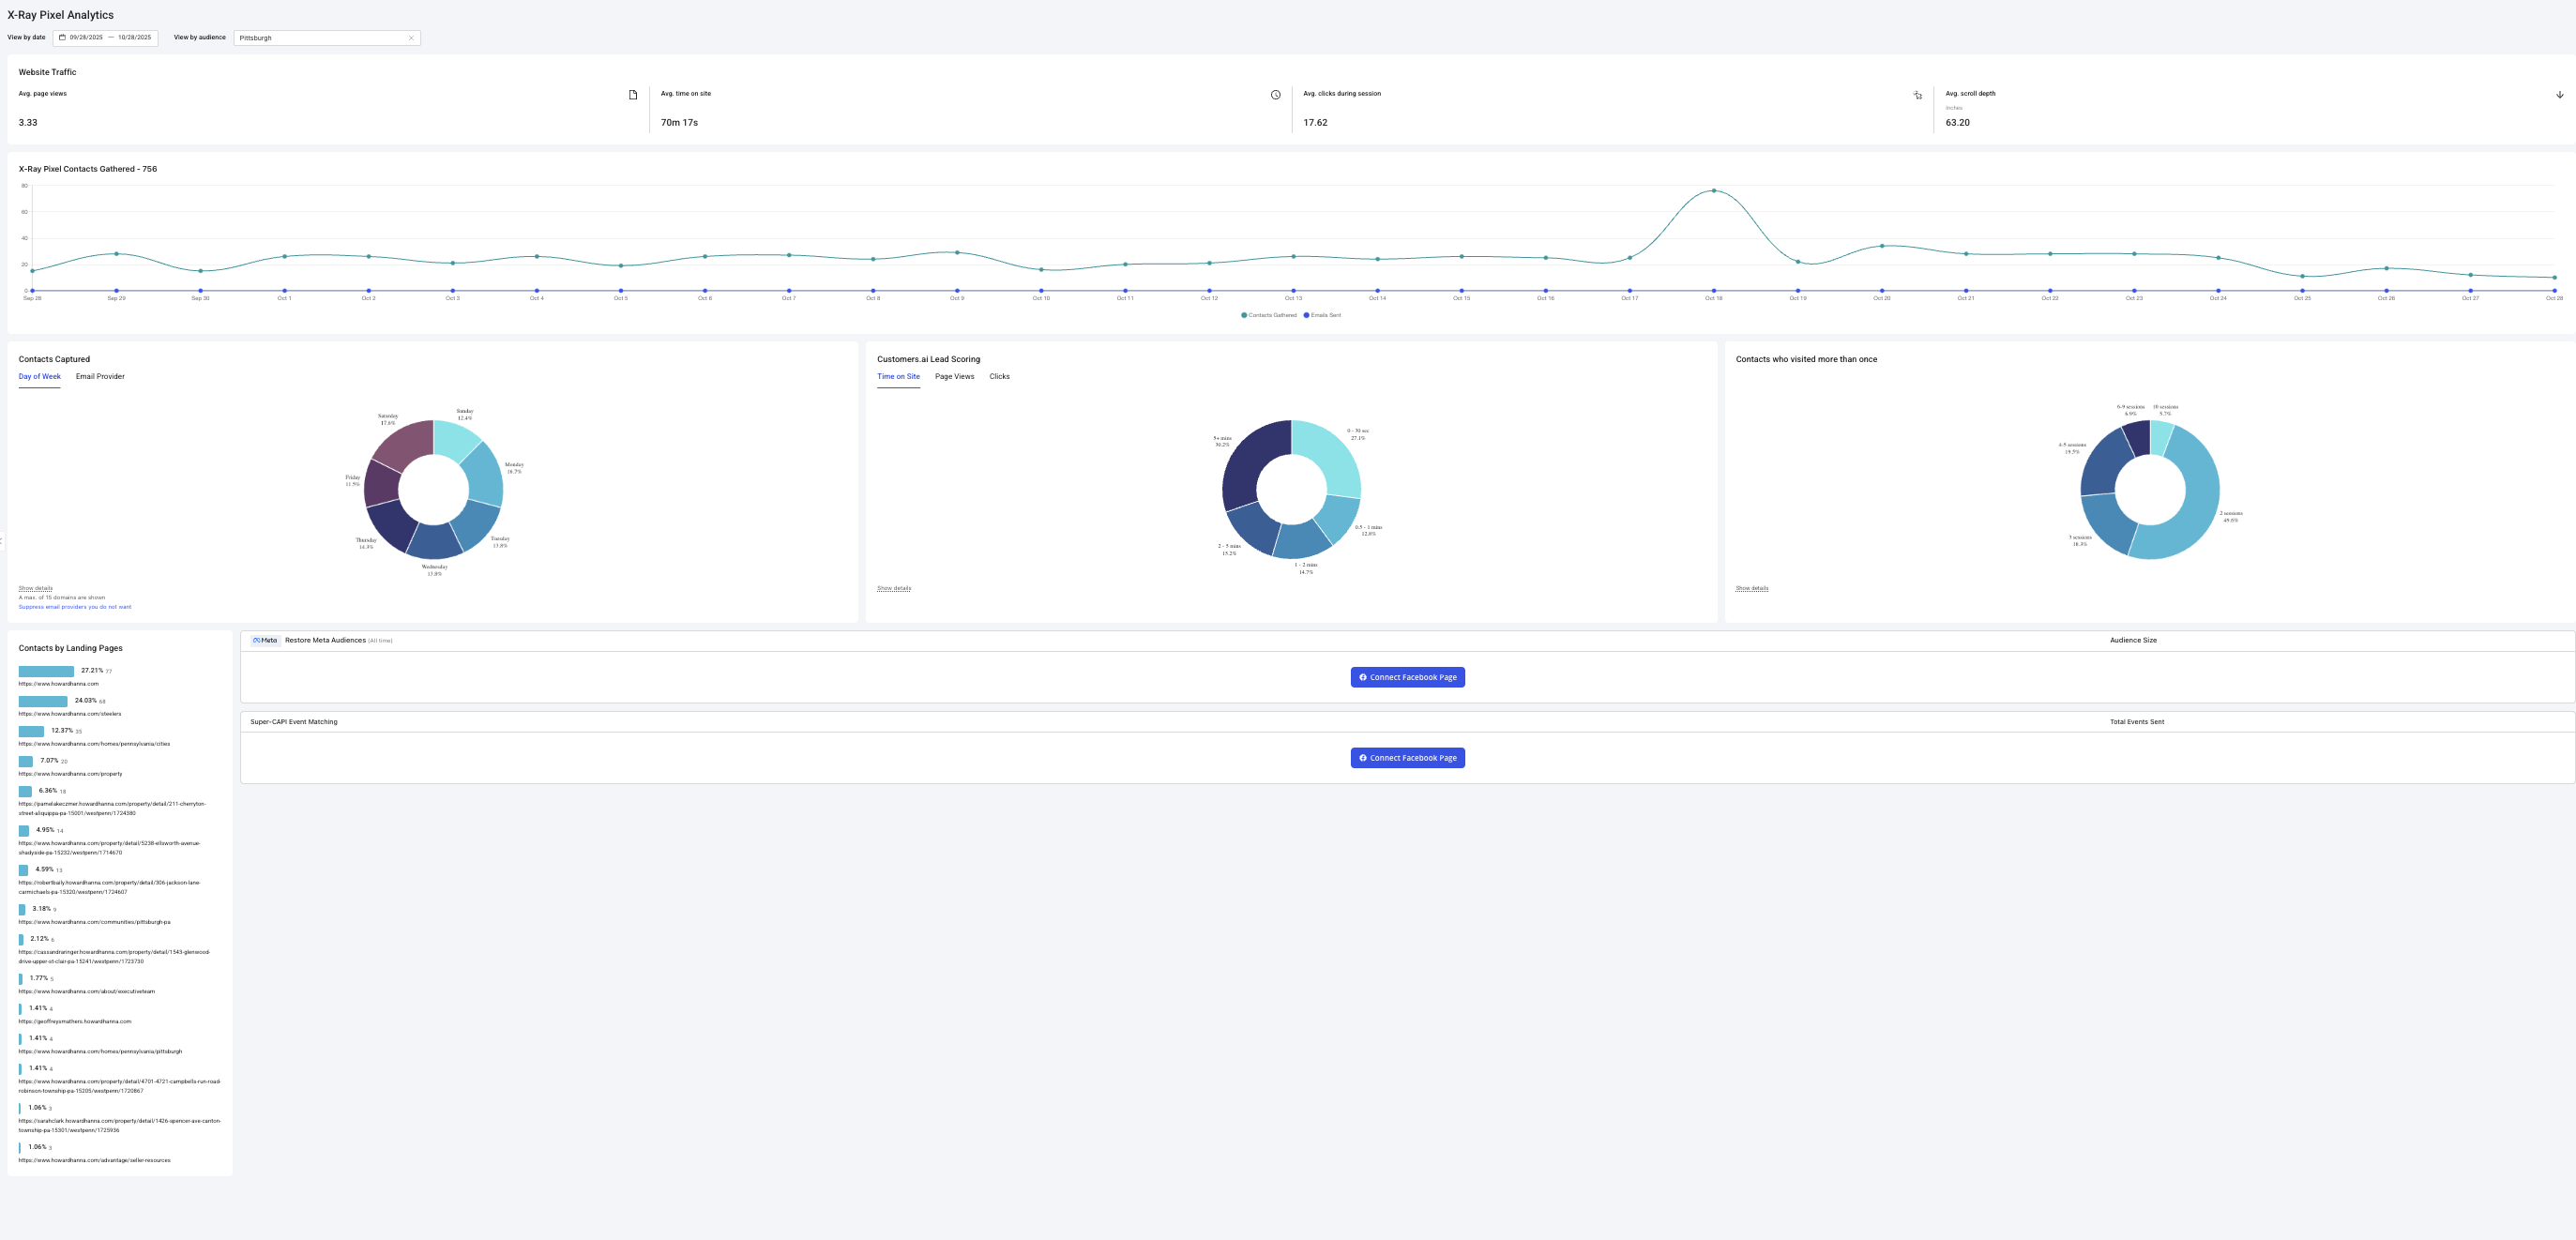 X-Ray Pixel Analytics
View by date
09/28/2025 — 10/28/2025
View by audience
Pittsburgh
Website Traffic
Avg. page views
3.33
Avg. time on site
70m 17s
Avg. clicks during session
17.62
Avg. scroll depth
Inches
63.20
X-Ray Pixel Contacts Gathered - 756
80
60
40
20
0
Sep 28 Sep 29 Sep 30 Oct 1 Oct 2 Oct 3 Oct 4 Oct 5 Oct 6 Oct 7 Oct 8 Oct 9 Oct 10 Oct 11 Oct 12 Oct 13 Oct 14 Oct 15 Oct 16 Oct 17 Oct 18 Oct 19 Oct 20 Oct 21 Oct 22 Oct 23 Oct 24 Oct 25 Oct 26 Oct 27 Oct 28
Contacts Gathered Emails Sent
Contacts Captured
Day of Week Email Provider
Sunday
12.4%
Monday
16.7%
Tuesday
13.8%
Wednesday
13.8%
Thursday
14.3%
Friday
11.5%
Saturday
17.6%
Show details
A max. of 15 domains are shown
Suppress email providers you do not want
Customers.ai Lead Scoring
Time on Site Page Views Clicks
0 - 30 sec
27.1%
0.5 - 1 mins
12.8%
1 - 2 mins
14.7%
2 - 5 mins
15.2%
5+ mins
30.2%
Show details
Contacts who visited more than once
10 sessions
5.7%
2 sessions
49.6%
3 sessions
18.3%
4-5 sessions
19.5%
6-9 sessions
6.9%
Show details
Contacts by Landing Pages
27.21% 77
https://www.howardhanna.com
24.03% 68
https://www.howardhanna.com/steelers
12.37% 35
https://www.howardhanna.com/homes/pennsylvania/cities
7.07% 20
https://www.howardhanna.com/property
6.36% 18
https://pamelakeczmer.howardhanna.com/property/detail/211-cherryton-
street-aliquippa-pa-15001/westpenn/1724380
4.95% 14
https://www.howardhanna.com/property/detail/5238-ellsworth-avenue-
shadyside-pa-15232/westpenn/1714670
4.59% 13
https://robertbaily.howardhanna.com/property/detail/306-jackson-lane-
carmichaels-pa-15320/westpenn/1724607
3.18% 9
https://www.howardhanna.com/communities/pittsburgh-pa
2.12% 6
https://cassandraringer.howardhanna.com/property/detail/1543-glenwood-
drive-upper-st-clair-pa-15241/westpenn/1723730
1.77% 5
https://www.howardhanna.com/about/executiveteam
1.41% 4
https://geoffreysmathers.howardhanna.com
1.41% 4
https://www.howardhanna.com/homes/pennsylvania/pittsburgh
1.41% 4
https://www.howardhanna.com/property/detail/4701-4721-campbells-run-road-
robinson-township-pa-15205/westpenn/1720867
1.06% 3
https://sarahclark.howardhanna.com/property/detail/1426-spencer-ave-canton-
township-pa-15301/westpenn/1725936
1.06% 3
https://www.howardhanna.com/advantage/seller-resources
Meta Restore Meta Audiences (All time)
Audience Size
Connect Facebook Page
Super-CAPI Event Matching
Total Events Sent
Connect Facebook Page